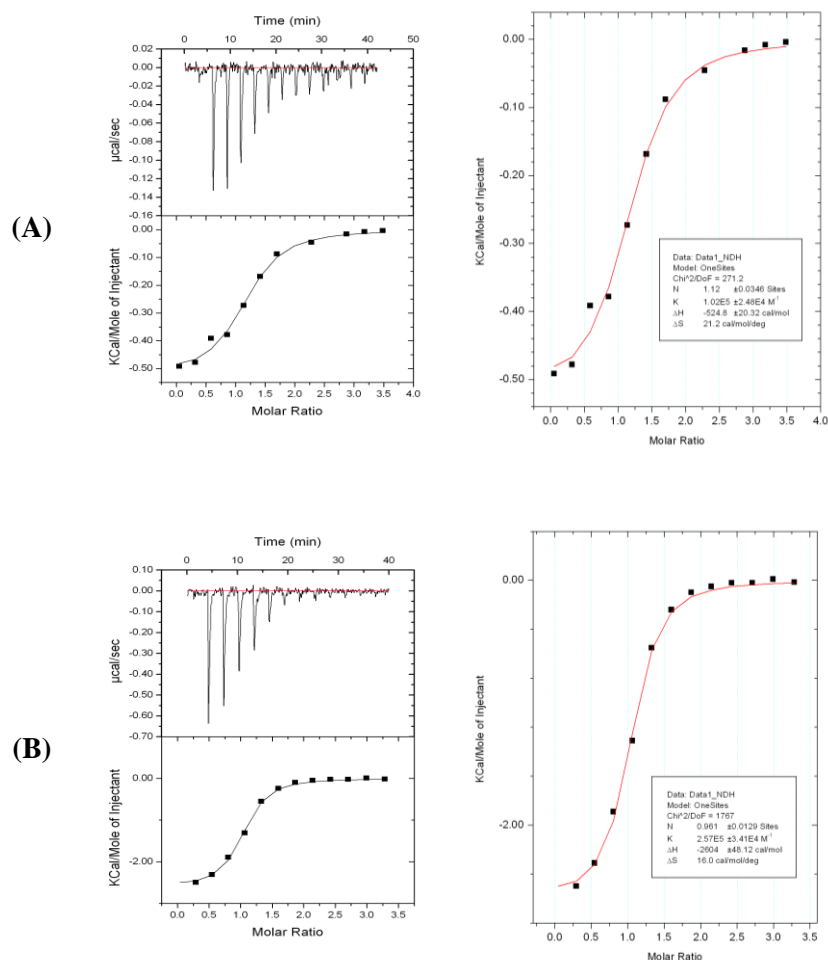 (A)
Time (min)
0 10 20 30 40 50
0.02
0.00
-0.02
-0.04
-0.06
-0.08
-0.10
-0.12
-0.14
-0.16
µcal/sec
0.00
-0.10
-0.20
-0.30
-0.40
-0.50
KCal/Mole of Injectant
0.0 0.5 1.0 1.5 2.0 2.5 3.0 3.5 4.0
Molar Ratio
0.00
-0.10
-0.20
-0.30
-0.40
-0.50
KCal/Mole of Injectant
Data: Data1_NDH
Model: OneSites
Chi^2/DoF = 271.2
N 1.12 ±0.0346 Sites
K 1.02E5 ±2.48E4 M⁻¹
ΔH -524.8 ±20.32 cal/mol
ΔS 21.2 cal/mol/deg
0.0 0.5 1.0 1.5 2.0 2.5 3.0 3.5 4.0
Molar Ratio
(B)
Time (min)
0 10 20 30 40
0.10
0.00
-0.10
-0.20
-0.30
-0.40
-0.50
-0.60
-0.70
µcal/sec
0.00
-2.00
KCal/Mole of Injectant
0.0 0.5 1.0 1.5 2.0 2.5 3.0 3.5
Molar Ratio
0.00
-2.00
KCal/Mole of Injectant
Data: Data1_NDH
Model: OneSites
Chi^2/DoF = 1767
N 0.961 ±0.0129 Sites
K 2.57E5 ±3.41E4 M⁻¹
ΔH -2604 ±48.12 cal/mol
ΔS 16.0 cal/mol/deg
0.0 0.5 1.0 1.5 2.0 2.5 3.0 3.5
Molar Ratio